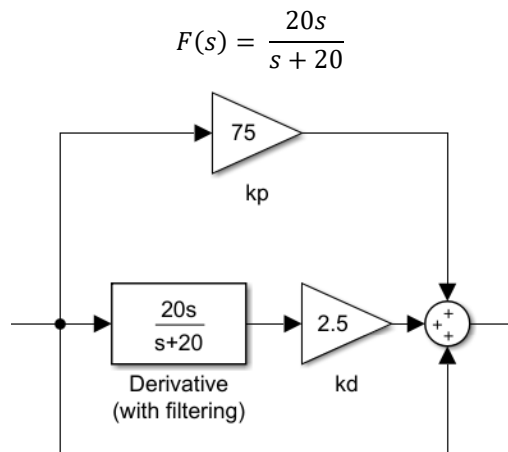 F(s) = 20s / s + 20
75
kp
20s
s+20
Derivative
(with filtering)
2.5
kd
+
+
+